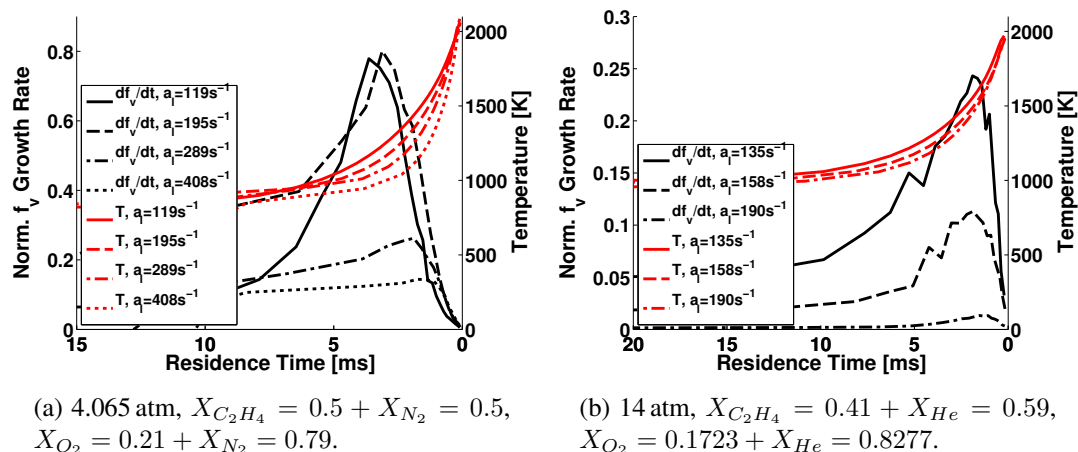 Norm. f_v Growth Rate
0.8
0.6
0.4
0.2
0
df_v/dt, a_l=119s^-1
df_v/dt, a_l=195s^-1
df_v/dt, a_l=289s^-1
df_v/dt, a_l=408s^-1
T, a_l=119s^-1
T, a_l=195s^-1
T, a_l=289s^-1
T, a_l=408s^-1
2000
1500
1000
500
0
Temperature [K]
15 10 5 0
Residence Time [ms]
(a) 4.065 atm, X_{C_2H_4} = 0.5 + X_{N_2} = 0.5,
X_{O_2} = 0.21 + X_{N_2} = 0.79.
Norm. f_v Growth Rate
0.3
0.25
0.2
0.15
0.1
0.05
0
df_v/dt, a_l=135s^-1
df_v/dt, a_l=158s^-1
df_v/dt, a_l=190s^-1
T, a_l=135s^-1
T, a_l=158s^-1
T, a_l=190s^-1
2000
1500
1000
500
0
Temperature [K]
20 15 10 5 0
Residence Time [ms]
(b) 14 atm, X_{C_2H_4} = 0.41 + X_{He} = 0.59,
X_{O_2} = 0.1723 + X_{He} = 0.8277.